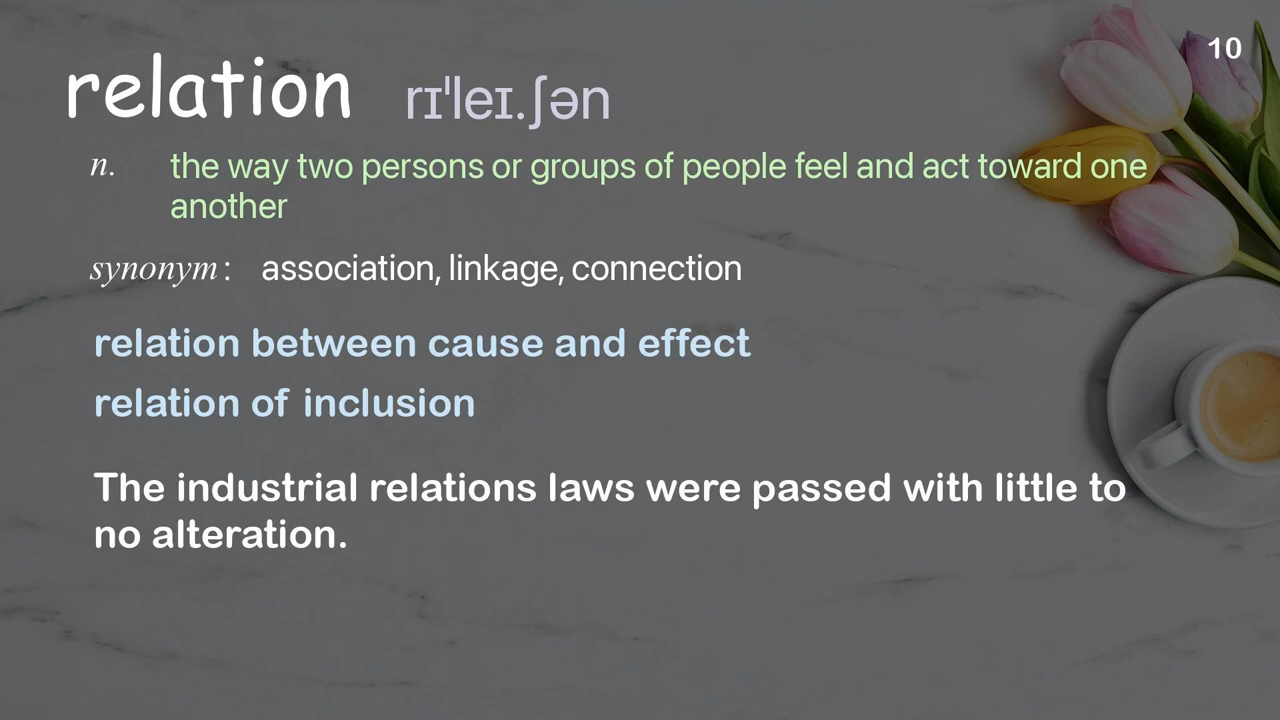 10
relation rɪˈleɪ.ʃən
n. the way two persons or groups of people feel and act toward one
another
synonym : association, linkage, connection
relation between cause and effect
relation of inclusion
The industrial relations laws were passed with little to
no alteration.